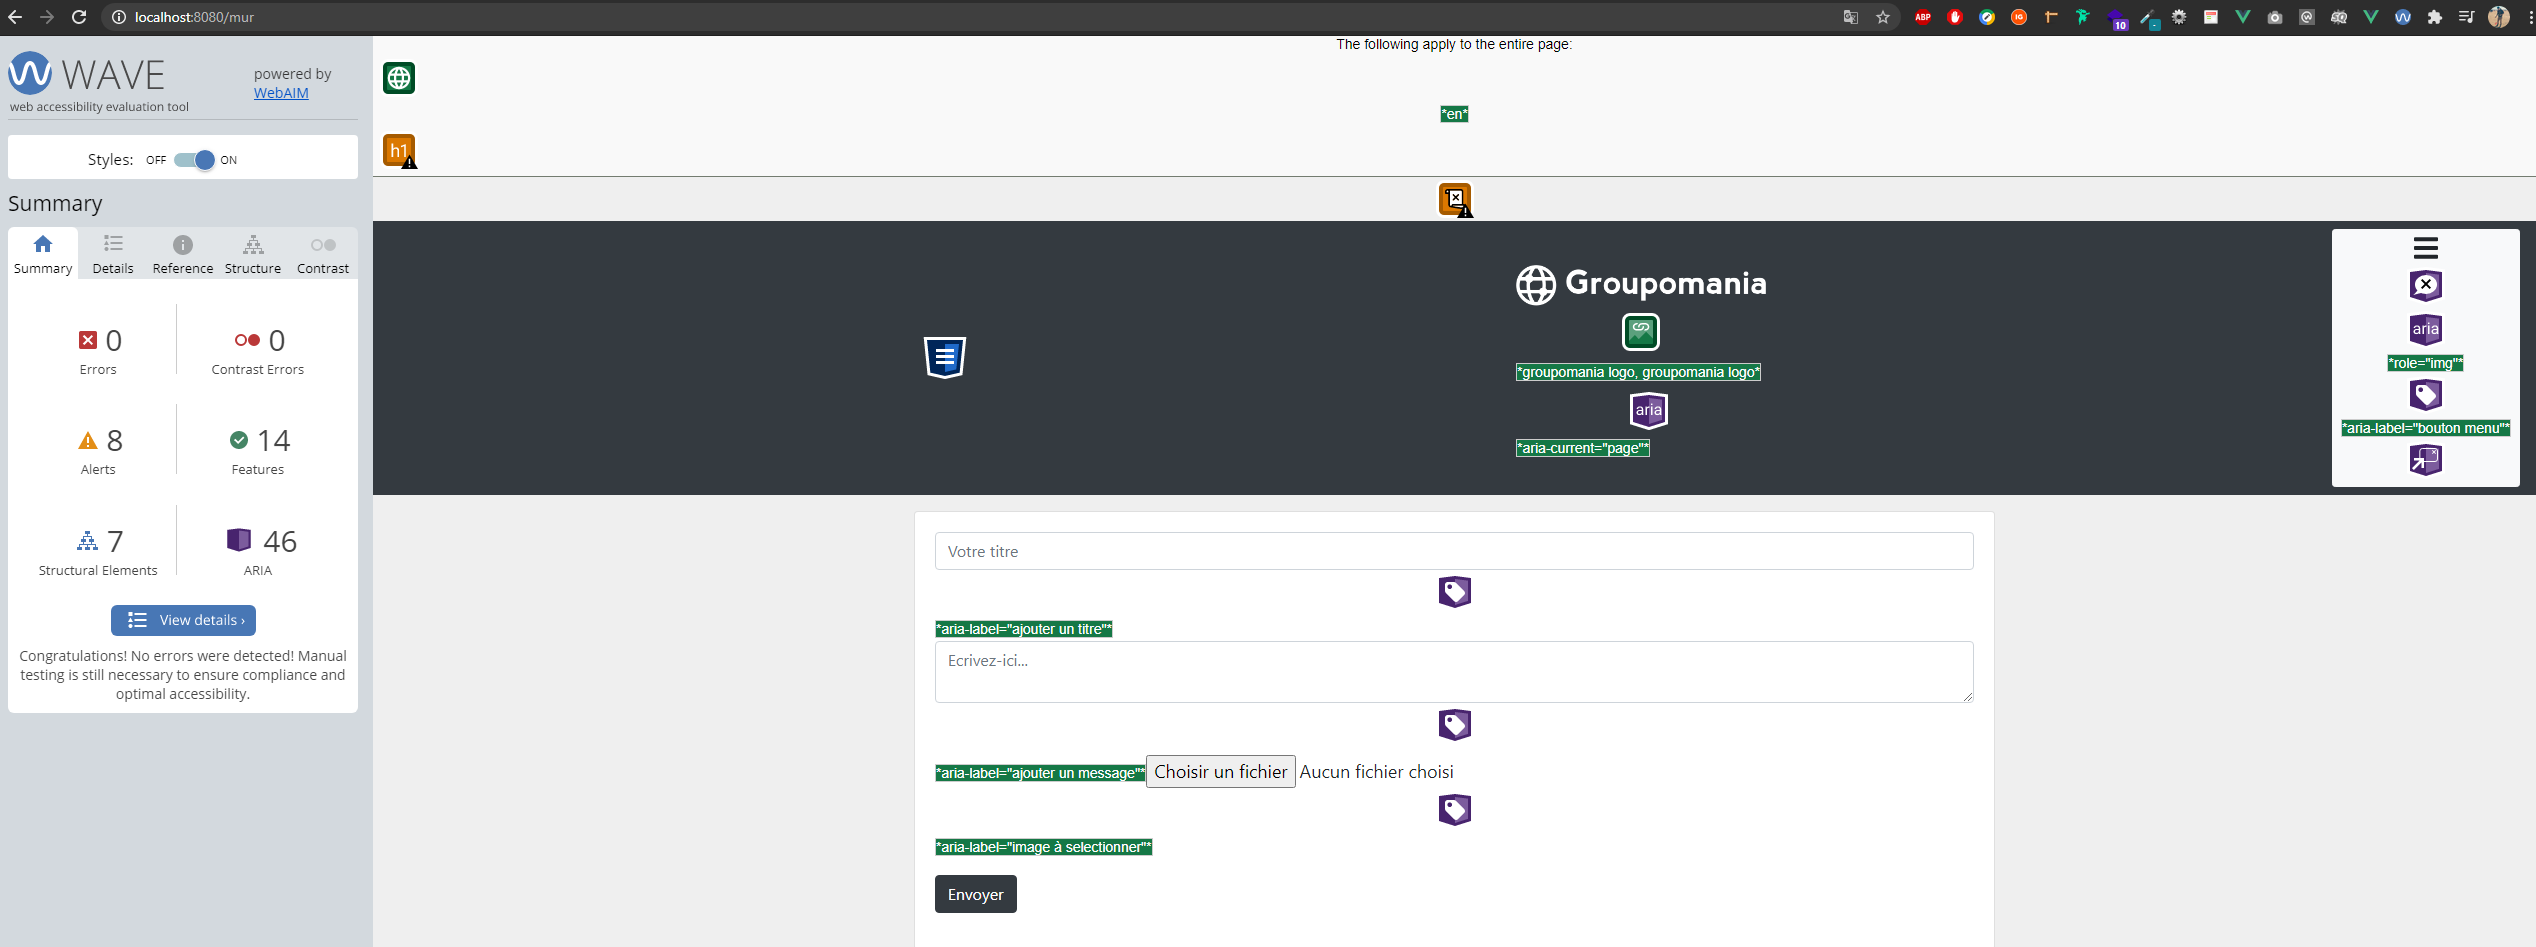 localhost:8080/mur
ABP
IG
10
WAVE
web accessibility evaluation tool
powered by
WebAIM
Styles: OFF ON
Summary
Summary Details Reference Structure Contrast
0 Errors
0 Contrast Errors
8 Alerts
14 Features
7 Structural Elements
46 ARIA
View details ›
Congratulations! No errors were detected! Manual
testing is still necessary to ensure compliance and
optimal accessibility.
The following apply to the entire page:
*en*
h1
Groupomania
*groupomania logo, groupomania logo*
aria
*aria-current="page"*
aria
*role="img"*
*aria-label="bouton menu"*
Votre titre
*aria-label="ajouter un titre"*
Ecrivez-ici...
*aria-label="ajouter un message"* Choisir un fichier Aucun fichier choisi
*aria-label="image à selectionner"*
Envoyer